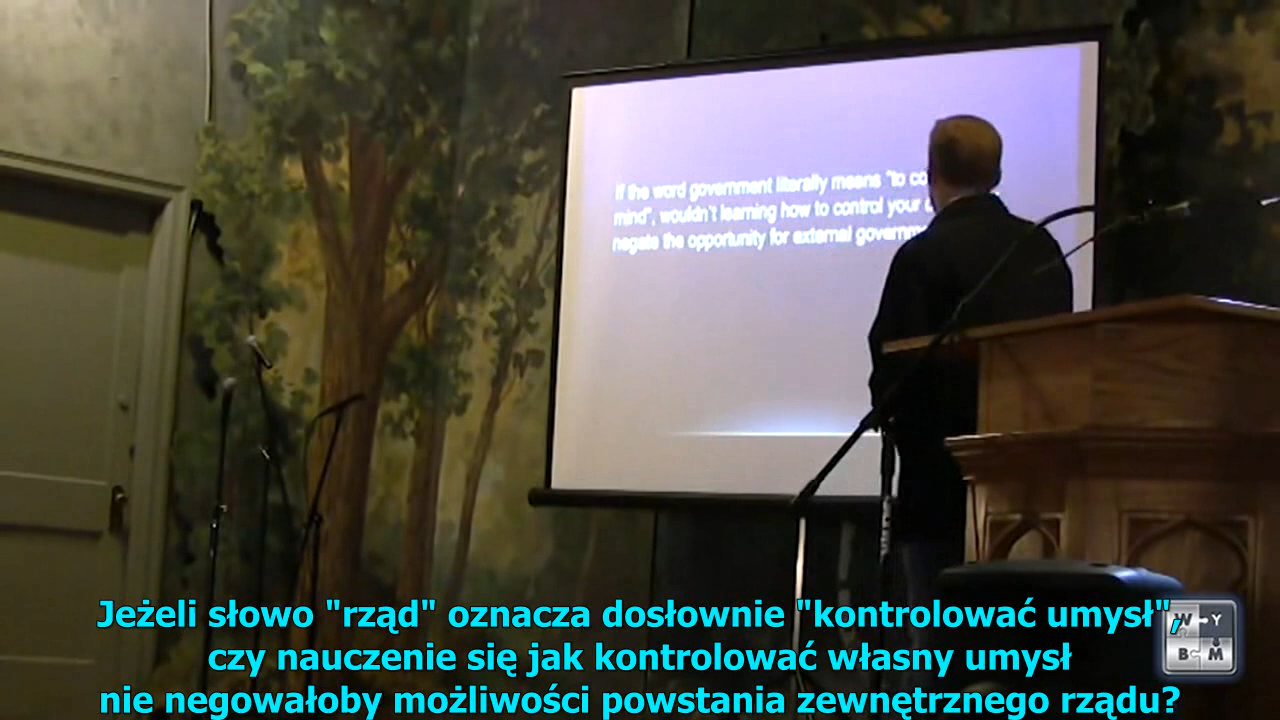 If the word government literally means "to
mind", wouldn't learning how to control your
negate the opportunity for external
Jeżeli słowo "rząd" oznacza dosłownie "kontrolować umysł",
czy nauczenie się jak kontrolować własny umysł
nie negowałoby możliwości powstania zewnętrznego rządu?
W Y
B M